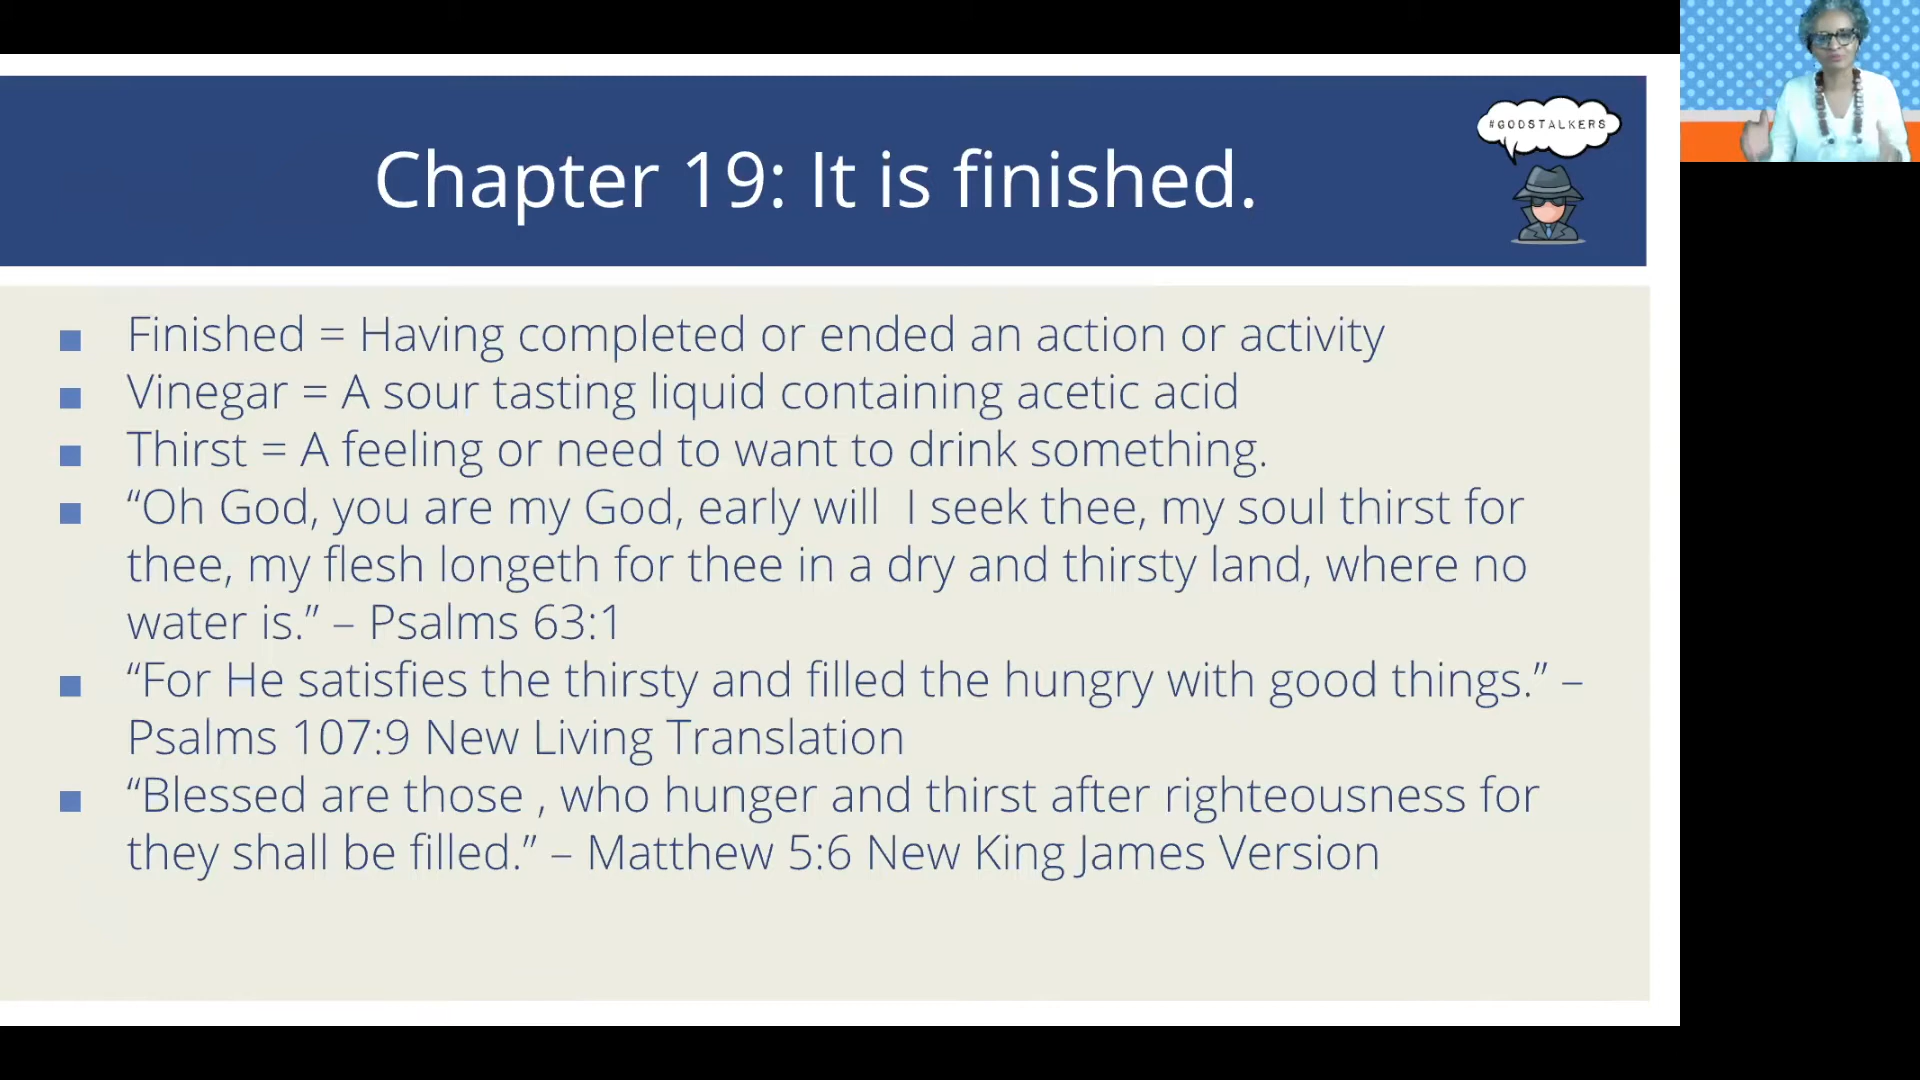 #GODSTALKERS
Chapter 19: It is finished.
Finished = Having completed or ended an action or activity
Vinegar = A sour tasting liquid containing acetic acid
Thirst = A feeling or need to want to drink something.
“Oh God, you are my God, early will  I seek thee, my soul thirst for
thee, my flesh longeth for thee in a dry and thirsty land, where no
water is.” – Psalms 63:1
“For He satisfies the thirsty and filled the hungry with good things.” –
Psalms 107:9 New Living Translation
“Blessed are those , who hunger and thirst after righteousness for
they shall be filled.” – Matthew 5:6 New King James Version